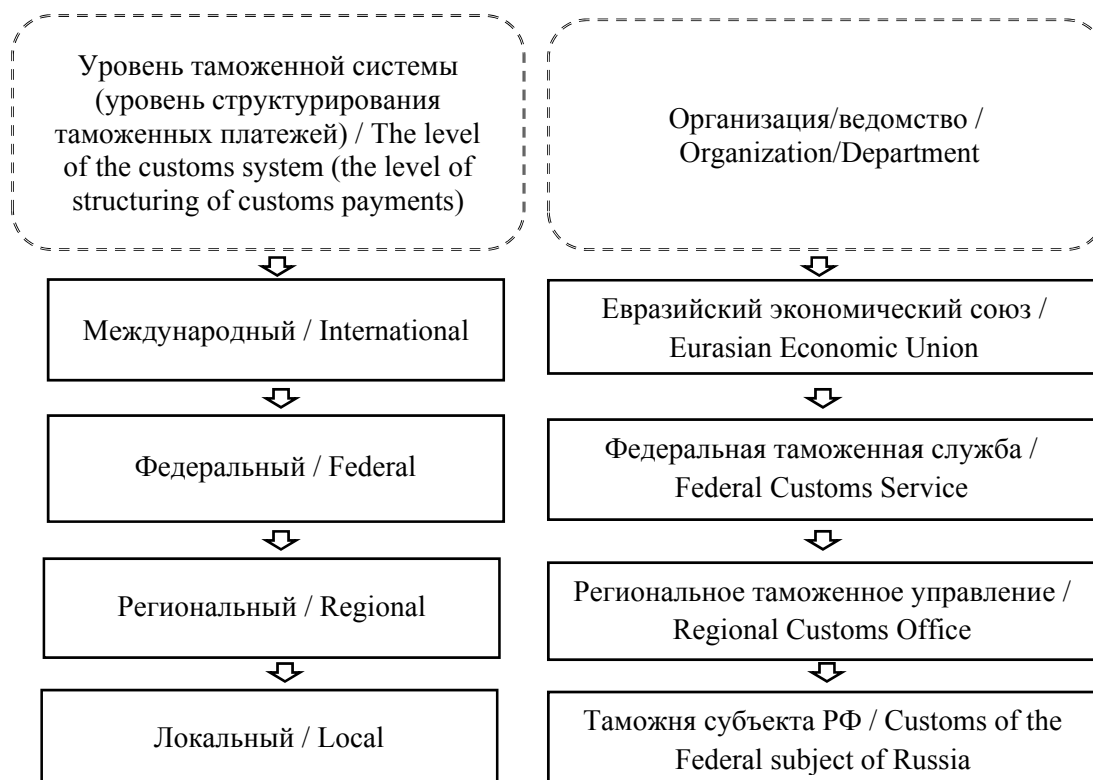 Уровень таможенной системы
(уровень структурирования
таможенных платежей) / The level
of the customs system (the level of
structuring of customs payments)
Организация/ведомство /
Organization/Department
Международный / International
Евразийский экономический союз /
Eurasian Economic Union
Федеральный / Federal
Федеральная таможенная служба /
Federal Customs Service
Региональный / Regional
Региональное таможенное управление /
Regional Customs Office
Локальный / Local
Таможня субъекта РФ / Customs of the
Federal subject of Russia